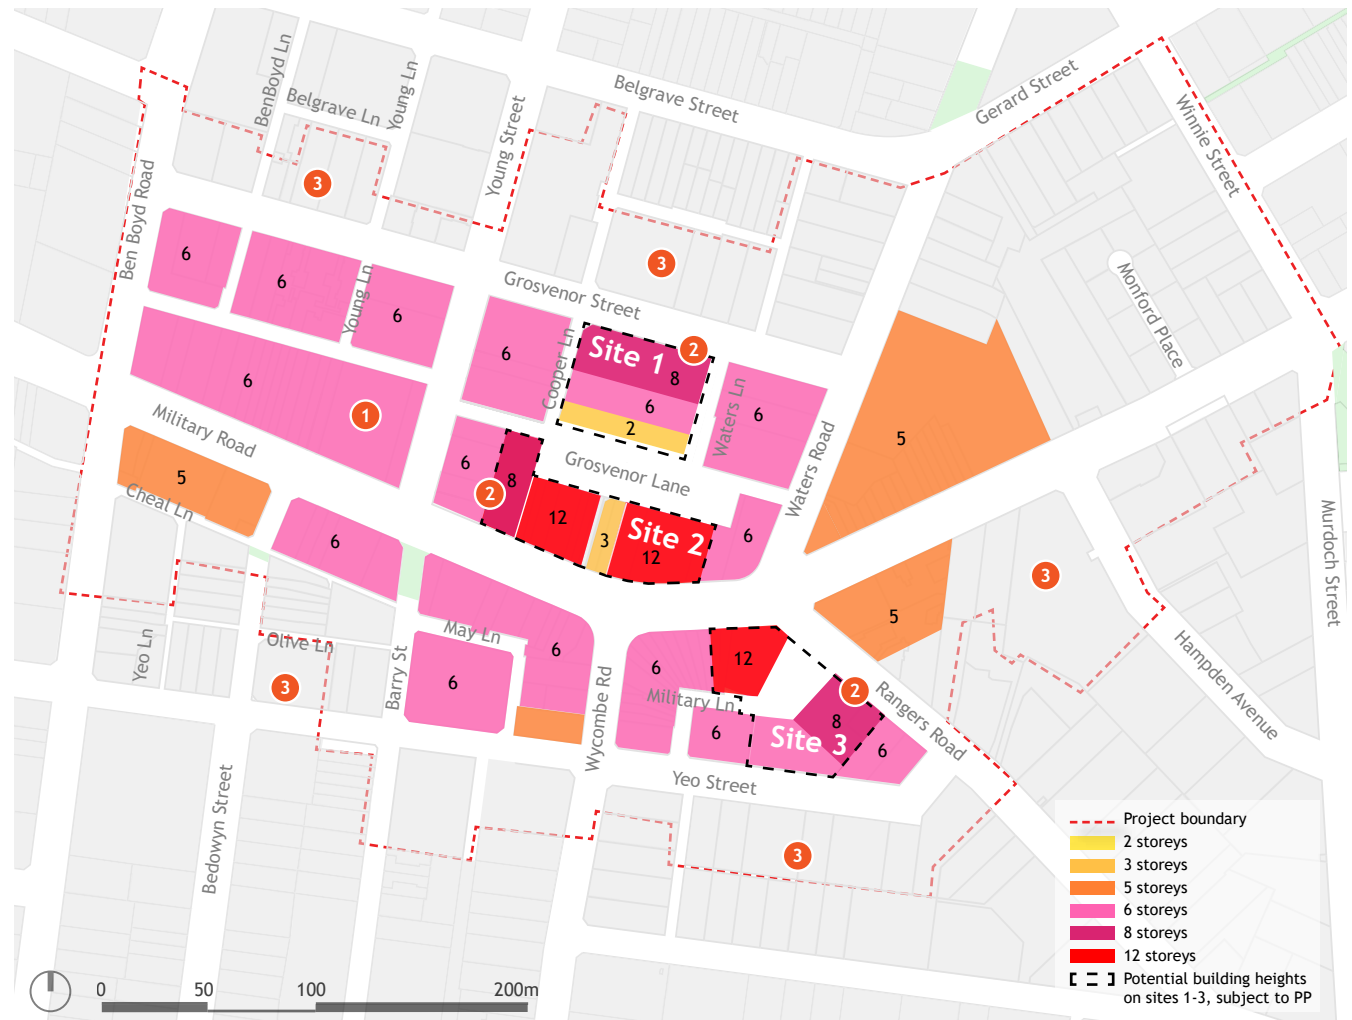 BenBoyd Ln
Belgrave Ln
Young Ln
Young Street
Belgrave Street
Gerard Street
Winnie Street
Ben Boyd Road
3
3
6
6
Young Ln
6
Grosvenor Street
Monford Place
6
Cooper Ln
Site 1
2
8
6
2
Waters Ln
6
Waters Road
5
6
1
Military Road
Grosvenor Lane
5
Cheal Ln
6
2
8
12
3
Site 2
12
6
6
Murdoch Street
3
5
Yeo Ln
Olive Ln
3
Barry St
May Ln
6
6
Wycombe Rd
6
12
Military Ln
6
Site 3
8
2
6
Rangers Road
Hampden Avenue
Yeo Street
Bedowyn Street
3
Project boundary
2 storeys
3 storeys
5 storeys
6 storeys
8 storeys
12 storeys
Potential building heights
on sites 1-3, subject to PP
0 50 100 200m